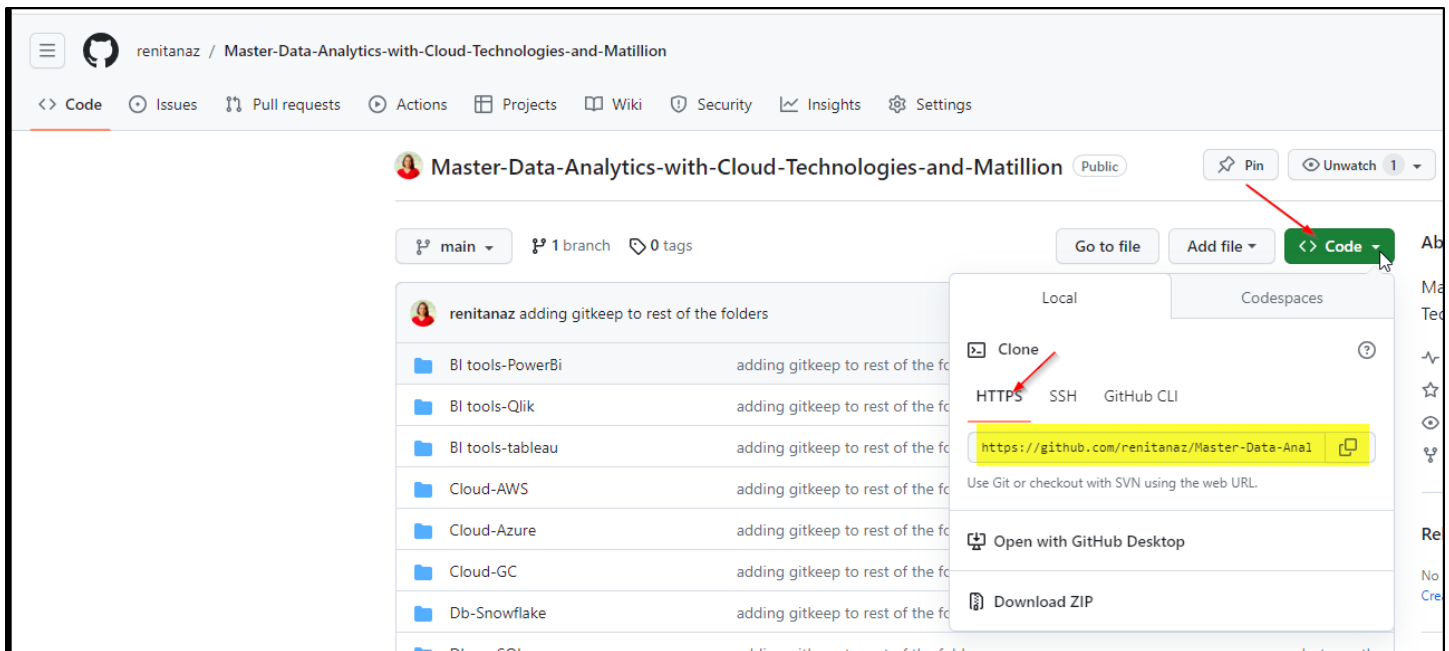 renitanaz / Master-Data-Analytics-with-Cloud-Technologies-and-Matillion
<> Code Issues Pull requests Actions Projects Wiki Security Insights Settings
Master-Data-Analytics-with-Cloud-Technologies-and-Matillion Public Pin Unwatch 1
main 1 branch 0 tags Go to file Add file <> Code Ab
Local Codespaces
Ma
Tec
renitanaz adding gitkeep to rest of the folders
Clone
BI tools-PowerBi adding gitkeep to rest of the fo
HTTPS SSH GitHub CLI
BI tools-Qlik adding gitkeep to rest of the fo
BI tools-tableau adding gitkeep to rest of the fo
https://github.com/renitanaz/Master-Data-Anal
Use Git or checkout with SVN using the web URL.
Cloud-AWS adding gitkeep to rest of the fo
Cloud-Azure adding gitkeep to rest of the fo
Open with GitHub Desktop
Re
Cloud-GC adding gitkeep to rest of the fo
No
Cre
Download ZIP
Db-Snowflake adding gitkeep to rest of the fo